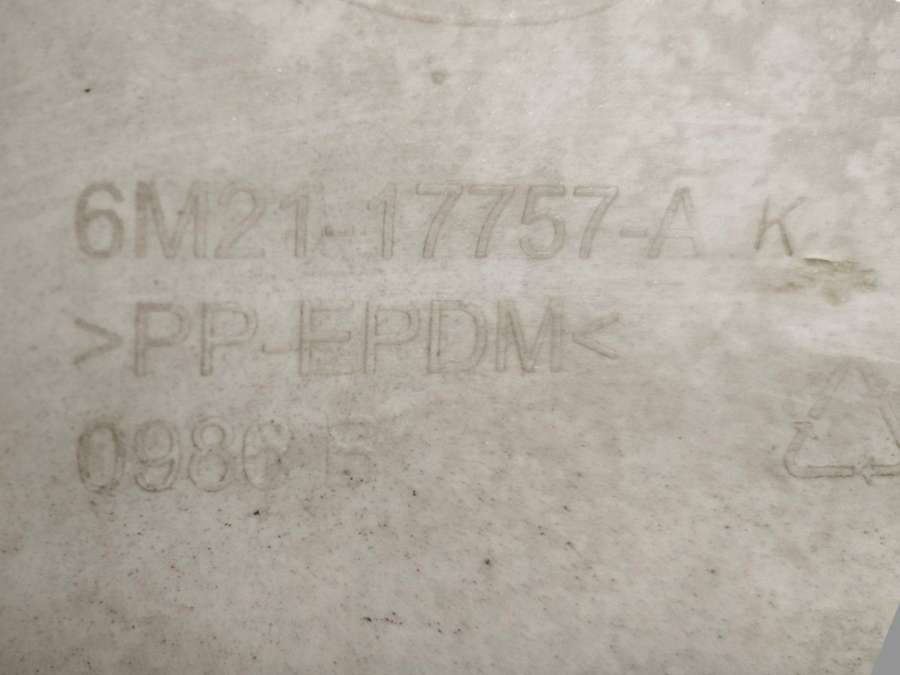 6M21-17757-A K
>PP-EPDM<
0986 B